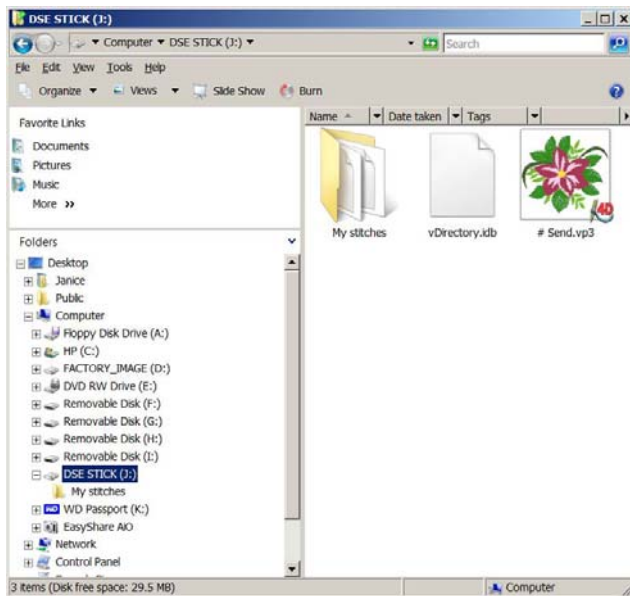 DSE STICK (J:)
Computer ▾ DSE STICK (J:) ▾
Search
File Edit View Tools Help
Organize ▾ Views ▾ Slide Show Burn
Favorite Links
Documents
Pictures
Music
More »
Folders
Desktop
Janice
Public
Computer
Floppy Disk Drive (A:)
HP (C:)
FACTORY_IMAGE (D:)
DVD RW Drive (E:)
Removable Disk (F:)
Removable Disk (G:)
Removable Disk (H:)
Removable Disk (I:)
DSE STICK (J:)
My stitches
WD Passport (K:)
EasyShare AIO
Network
Control Panel
Name Date taken Tags
My stitches vDirectory.idb # Send.vp3
4D
3 items (Disk free space: 29.5 MB) Computer